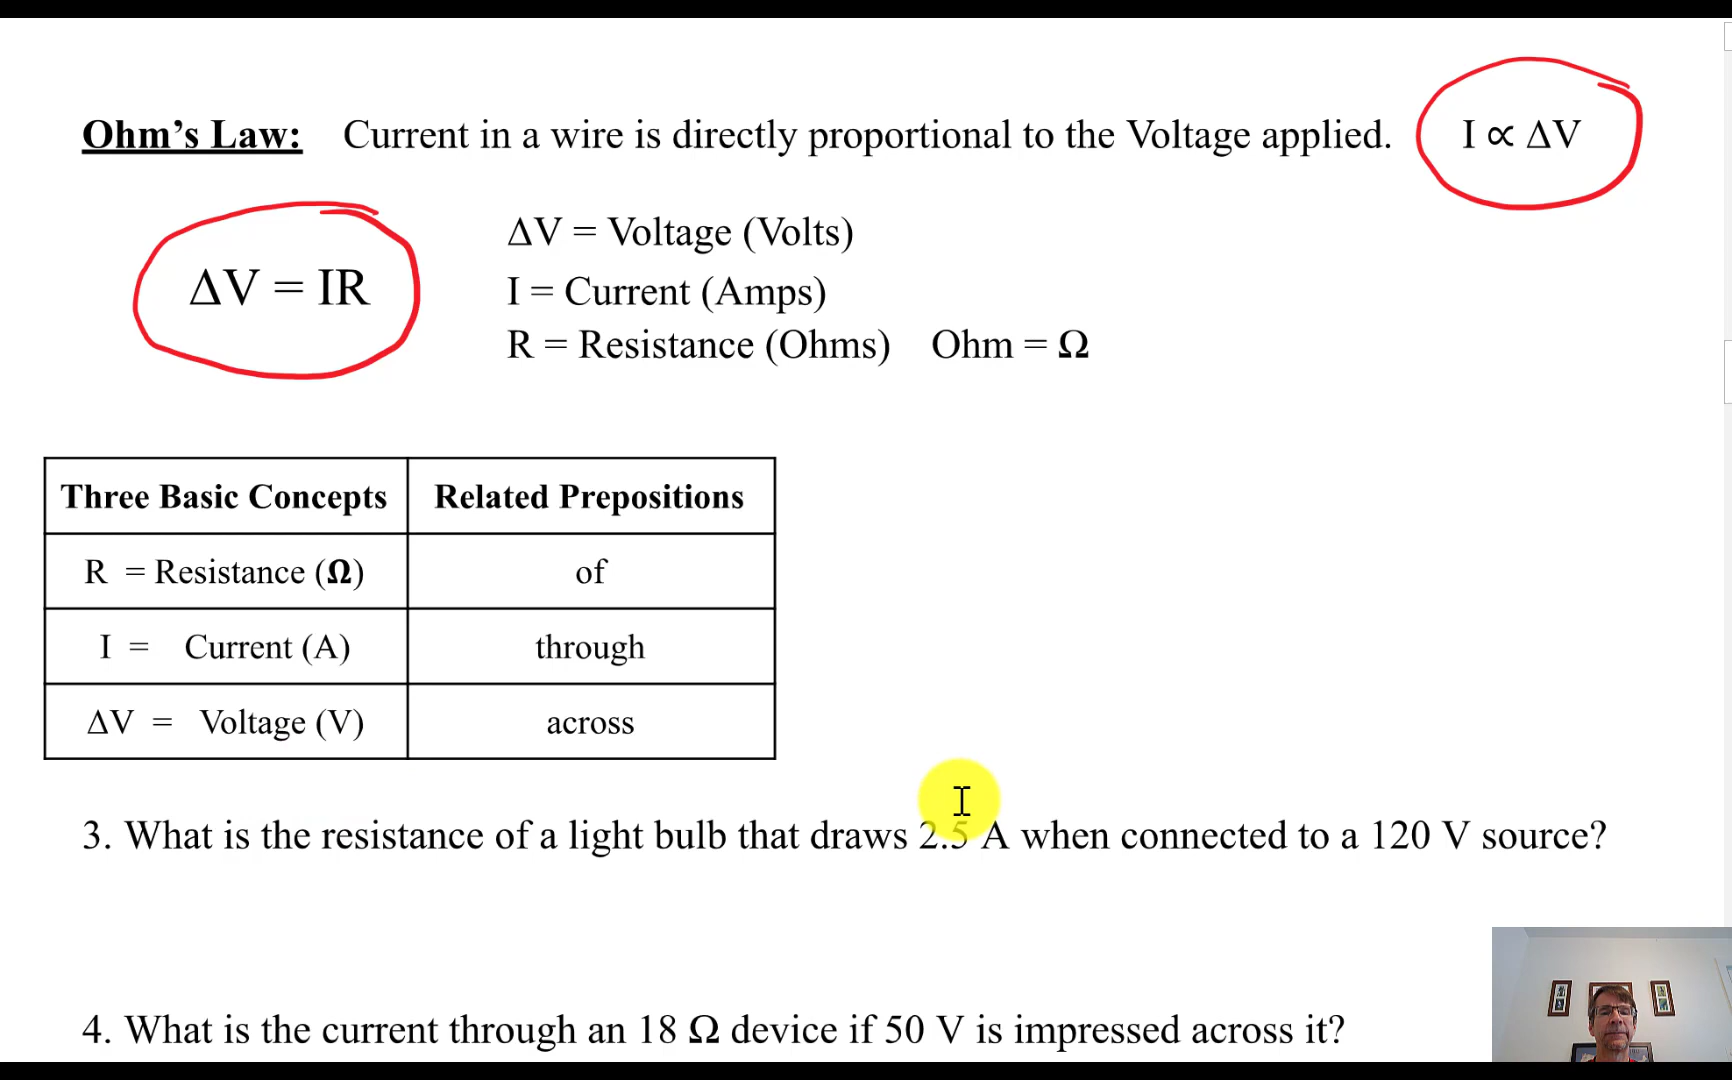 Ohm’s Law: Current in a wire is directly proportional to the Voltage applied. I ∝ ΔV
ΔV = IR
ΔV = Voltage (Volts)
I = Current (Amps)
R = Resistance (Ohms) Ohm = Ω
Three Basic Concepts Related Prepositions
R = Resistance (Ω) of
I = Current (A) through
ΔV = Voltage (V) across
3. What is the resistance of a light bulb that draws 2.5 A when connected to a 120 V source?
4. What is the current through an 18 Ω device if 50 V is impressed across it?